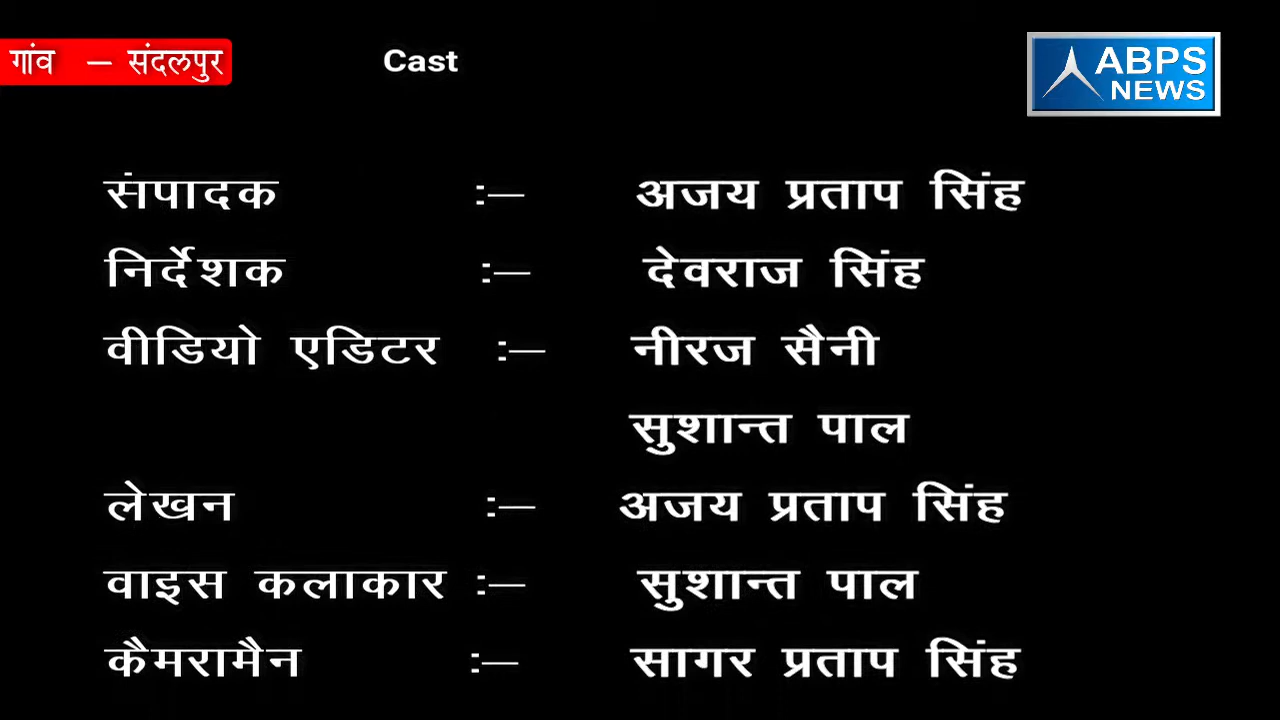 गांव – संदलपुर
Cast
ABPS
NEWS
संपादक :— अजय प्रताप सिंह
निर्देशक :— देवराज सिंह
वीडियो एडिटर :— नीरज सैनी
सुशान्त पाल
लेखन :— अजय प्रताप सिंह
वाइस कलाकार :— सुशान्त पाल
कैमरामैन :— सागर प्रताप सिंह